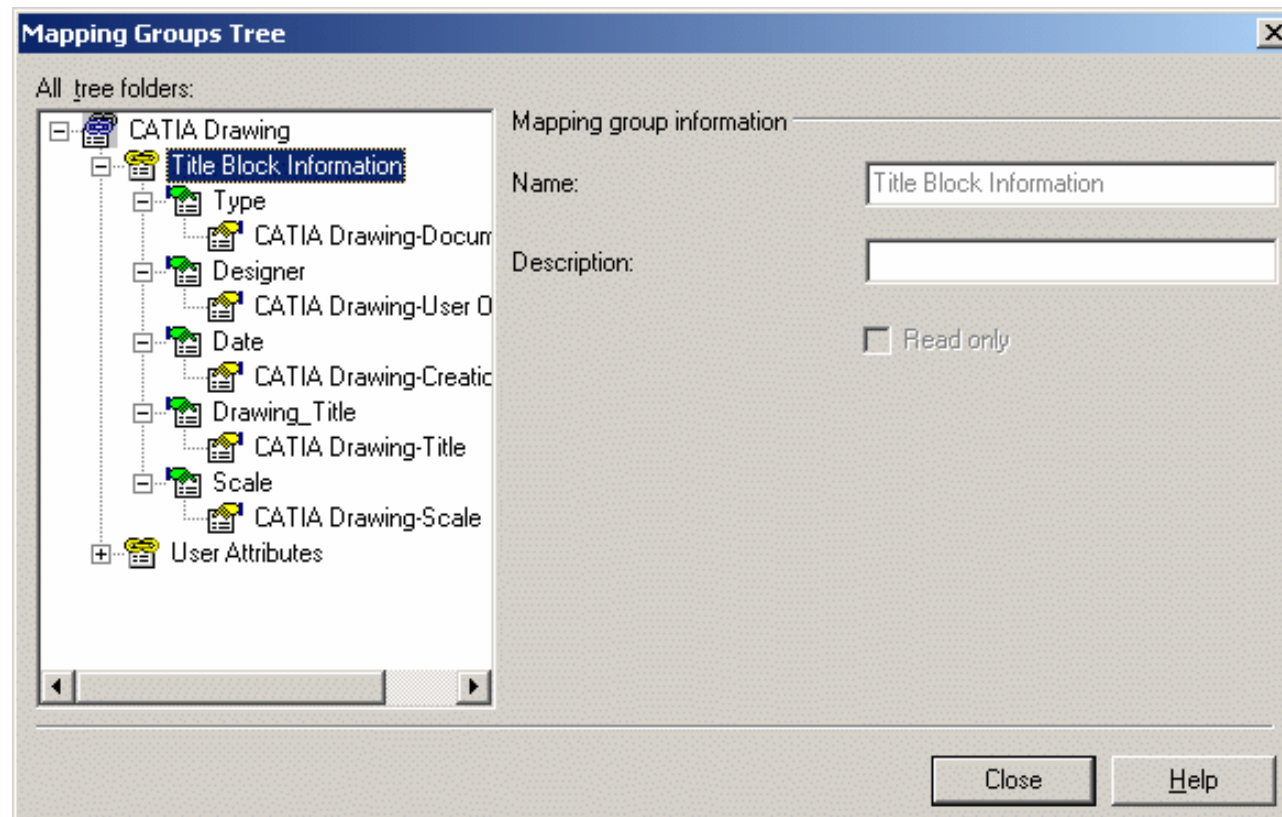 Mapping Groups Tree
All tree folders:
CATIA Drawing
Title Block Information
Type
CATIA Drawing-Docum
Designer
CATIA Drawing-User O
Date
CATIA Drawing-Creatic
Drawing_Title
CATIA Drawing-Title
Scale
CATIA Drawing-Scale
User Attributes
Mapping group information
Name:
Title Block Information
Description:
Read only
Close
Help